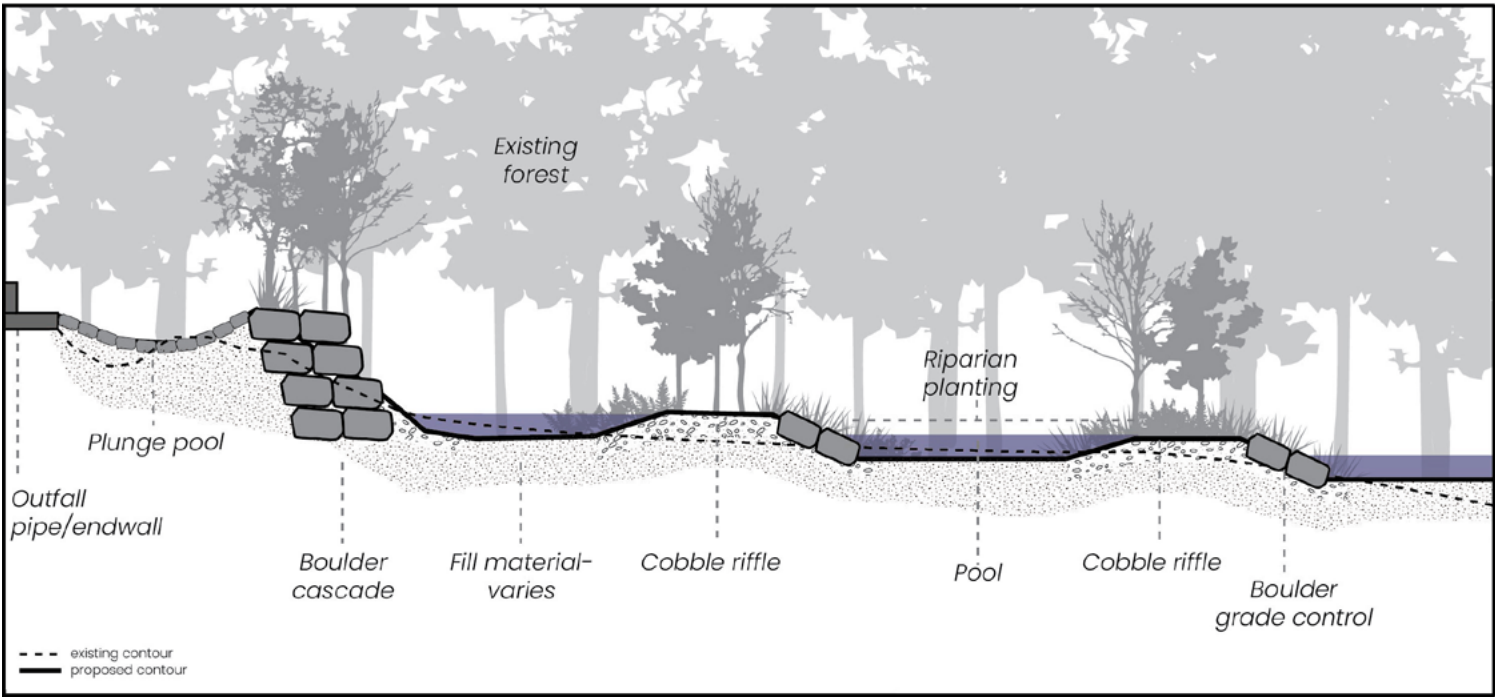 Existing
forest
Riparian
planting
Plunge pool
Outfall
pipe/endwall
Boulder
cascade
Fill material-
varies
Cobble riffle
Pool
Cobble riffle
Boulder
grade control
existing contour
proposed contour